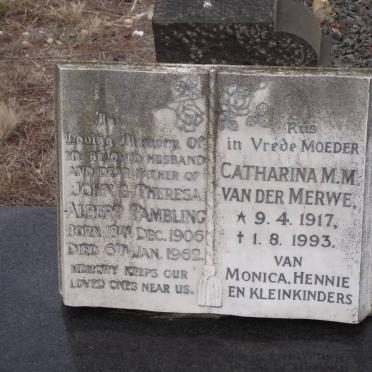 In
Loving Memory Of
MY BELOVED HUSBAND
AND DEAR FATHER OF
JOHN & THERESA
ALBERT
BORN 18TH DEC. 1906
DIED 6TH JAN. 1962.
MEMORY KEEPS OUR
LOVED ONES NEAR US.
Rus
in Vrede MOEDER
CATHARINA M.M.
VAN DER MERWE.
★ 9.4.1917,
✝ 1.8.1993.
VAN
MONICA, HENNIE
EN KLEINKINDERS